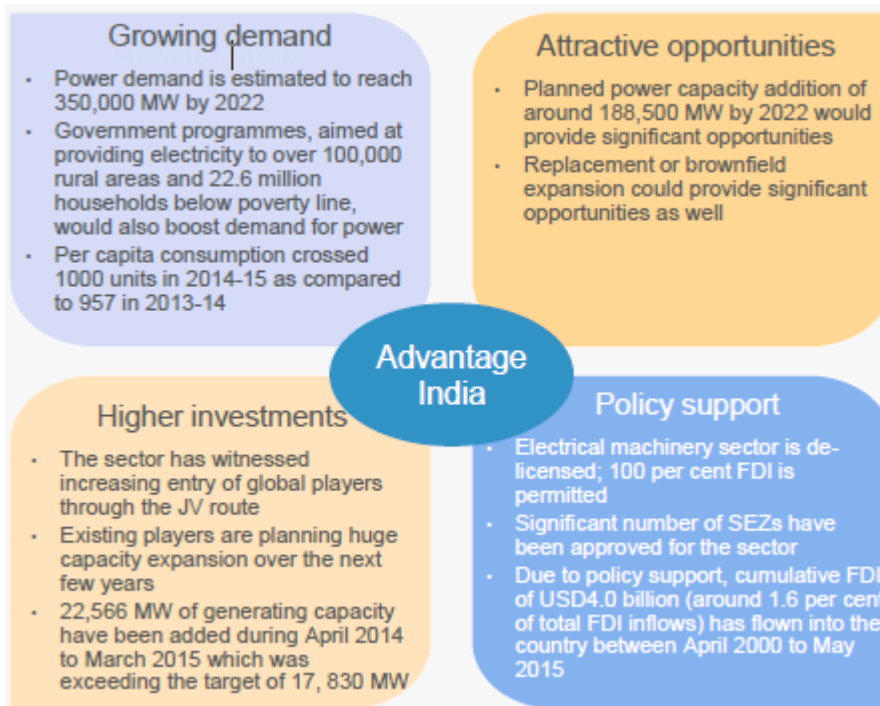 Growing demand
· Power demand is estimated to reach
350,000 MW by 2022
· Government programmes, aimed at
providing electricity to over 100,000
rural areas and 22.6 million
households below poverty line,
would also boost demand for power
· Per capita consumption crossed
1000 units in 2014-15 as compared
to 957 in 2013-14
Attractive opportunities
· Planned power capacity addition of
around 188,500 MW by 2022 would
provide significant opportunities
· Replacement or brownfield
expansion could provide significant
opportunities as well
Advantage
India
Higher investments
· The sector has witnessed
increasing entry of global players
through the JV route
· Existing players are planning huge
capacity expansion over the next
few years
· 22,566 MW of generating capacity
have been added during April 2014
to March 2015 which was
exceeding the target of 17, 830 MW
Policy support
· Electrical machinery sector is de-
licensed; 100 per cent FDI is
permitted
· Significant number of SEZs have
been approved for the sector
· Due to policy support, cumulative FDI
of USD4.0 billion (around 1.6 per cent
of total FDI inflows) has flown into the
country between April 2000 to May
2015